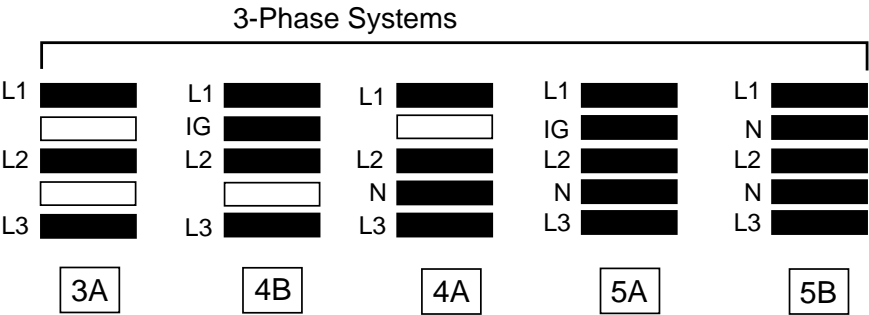 3-Phase Systems
L1 L1 L1 L1 L1
IG IG N
L2 L2 L2 L2 L2
N N N
L3 L3 L3 L3 L3
3A 4B 4A 5A 5B